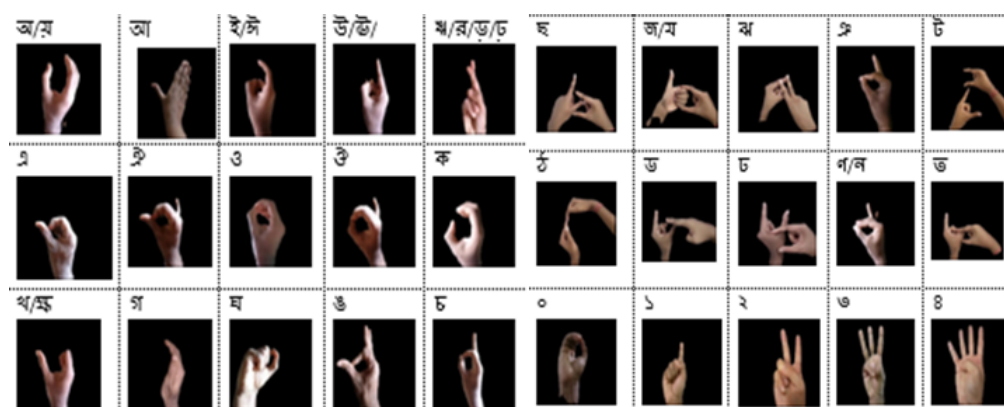 অ/য় আ ই/ঈ উ/ঊ/ ঋ/র/ড়/ঢ় ছ জ/য ঝ ঞ ট
এ ঐ ও ঔ ক ঠ ড ঢ ণ/ন ত
খ/ক্ষ গ ঘ ঙ চ ০ ১ ২ ৩ ৪